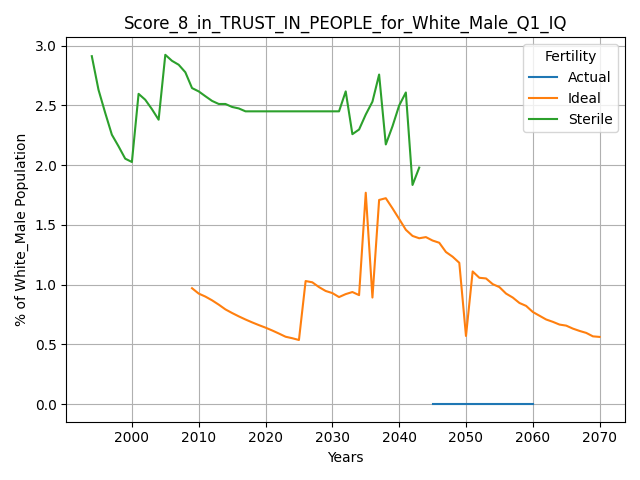 Score_8_in_TRUST_IN_PEOPLE_for_White_Male_Q1_IQ
% of White_Male Population
3.0
2.5
2.0
1.5
1.0
0.5
0.0
Fertility
Actual
Ideal
Sterile
2000 2010 2020 2030 2040 2050 2060 2070
Years